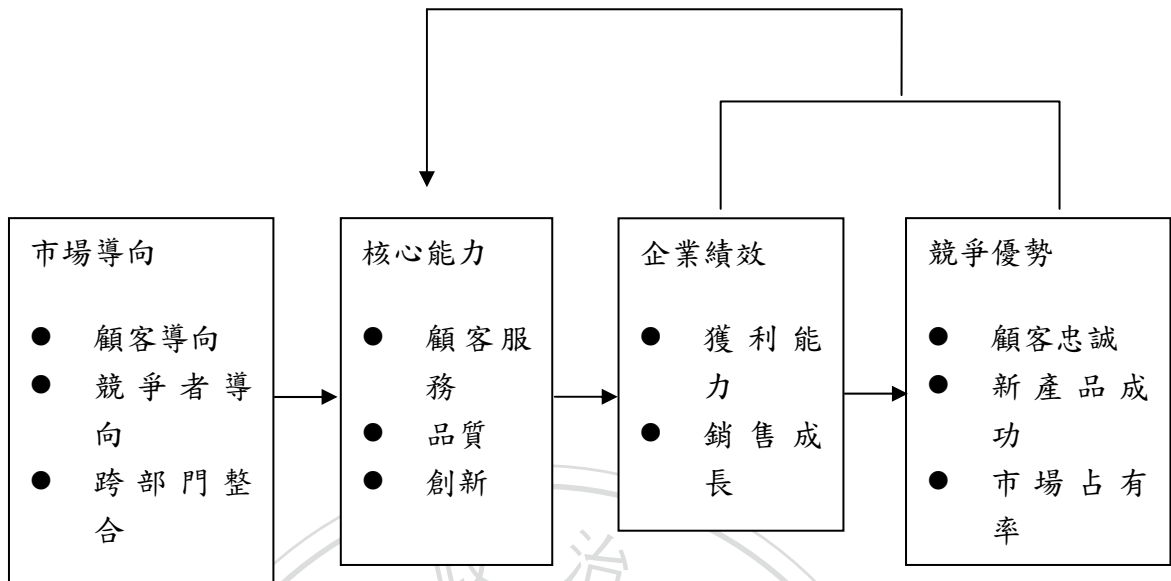 市場導向
● 顧客導向
● 競爭者導
向
● 跨部門整
合
核心能力
● 顧客服
務
● 品質
● 創新
企業績效
● 獲利能
力
● 銷售成
長
競爭優勢
● 顧客忠誠
● 新產品成
功
● 市場占有
率
治